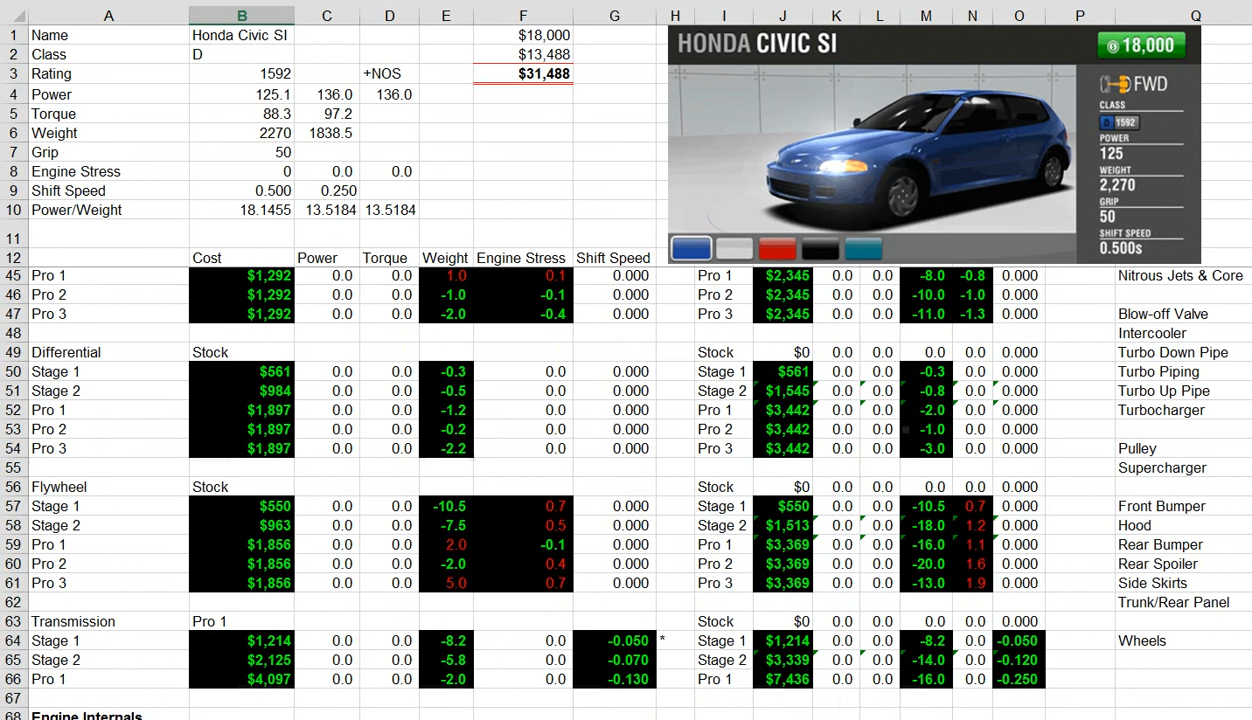 A B C D E F G H I J K L M N O P Q
1 Name Honda Civic SI $18,000
2 Class D $13,488
3 Rating 1592 +NOS $31,488
4 Power 125.1 136.0 136.0
5 Torque 88.3 97.2
6 Weight 2270 1838.5
7 Grip 50
8 Engine Stress 0 0.0 0.0
9 Shift Speed 0.500 0.250
10 Power/Weight 18.1455 13.5184 13.5184
11
HONDA CIVIC SI 18,000
FWD
CLASS
D 1592
POWER
125
WEIGHT
2,270
GRIP
50
SHIFT SPEED
0.500s
12 Cost Power Torque Weight Engine Stress Shift Speed
45 Pro 1 $1,292 0.0 0.0 1.0 0.1 0.000 Pro 1 $2,345 0.0 0.0 -8.0 -0.8 0.000 Nitrous Jets & Core
46 Pro 2 $1,292 0.0 0.0 -1.0 -0.1 0.000 Pro 2 $2,345 0.0 0.0 -10.0 -1.0 0.000
47 Pro 3 $1,292 0.0 0.0 -2.0 -0.4 0.000 Pro 3 $2,345 0.0 0.0 -11.0 -1.3 0.000 Blow-off Valve
48 Intercooler
49 Differential Stock Stock $0 0.0 0.0 0.0 0.0 0.000 Turbo Down Pipe
50 Stage 1 $561 0.0 0.0 -0.3 0.0 0.000 Stage 1 $561 0.0 0.0 -0.3 0.0 0.000 Turbo Piping
51 Stage 2 $984 0.0 0.0 -0.5 0.0 0.000 Stage 2 $1,545 0.0 0.0 -0.8 0.0 0.000 Turbo Up Pipe
52 Pro 1 $1,897 0.0 0.0 -1.2 0.0 0.000 Pro 1 $3,442 0.0 0.0 -2.0 0.0 0.000 Turbocharger
53 Pro 2 $1,897 0.0 0.0 -0.2 0.0 0.000 Pro 2 $3,442 0.0 0.0 -1.0 0.0 0.000
54 Pro 3 $1,897 0.0 0.0 -2.2 0.0 0.000 Pro 3 $3,442 0.0 0.0 -3.0 0.0 0.000 Pulley
55 Supercharger
56 Flywheel Stock Stock $0 0.0 0.0 0.0 0.0 0.000
57 Stage 1 $550 0.0 0.0 -10.5 0.7 0.000 Stage 1 $550 0.0 0.0 -10.5 0.7 0.000 Front Bumper
58 Stage 2 $963 0.0 0.0 -7.5 0.5 0.000 Stage 2 $1,513 0.0 0.0 -18.0 1.2 0.000 Hood
59 Pro 1 $1,856 0.0 0.0 2.0 -0.1 0.000 Pro 1 $3,369 0.0 0.0 -16.0 1.1 0.000 Rear Bumper
60 Pro 2 $1,856 0.0 0.0 -2.0 0.4 0.000 Pro 2 $3,369 0.0 0.0 -20.0 1.6 0.000 Rear Spoiler
61 Pro 3 $1,856 0.0 0.0 5.0 0.7 0.000 Pro 3 $3,369 0.0 0.0 -13.0 1.9 0.000 Side Skirts
62 Trunk/Rear Panel
63 Transmission Pro 1 Stock $0 0.0 0.0 0.0 0.0 0.000
64 Stage 1 $1,214 0.0 0.0 -8.2 0.0 -0.050 * Stage 1 $1,214 0.0 0.0 -8.2 0.0 -0.050 Wheels
65 Stage 2 $2,125 0.0 0.0 -5.8 0.0 -0.070 Stage 2 $3,339 0.0 0.0 -14.0 0.0 -0.120
66 Pro 1 $4,097 0.0 0.0 -2.0 0.0 -0.130 Pro 1 $7,436 0.0 0.0 -16.0 0.0 -0.250
67
68 Engine Internals